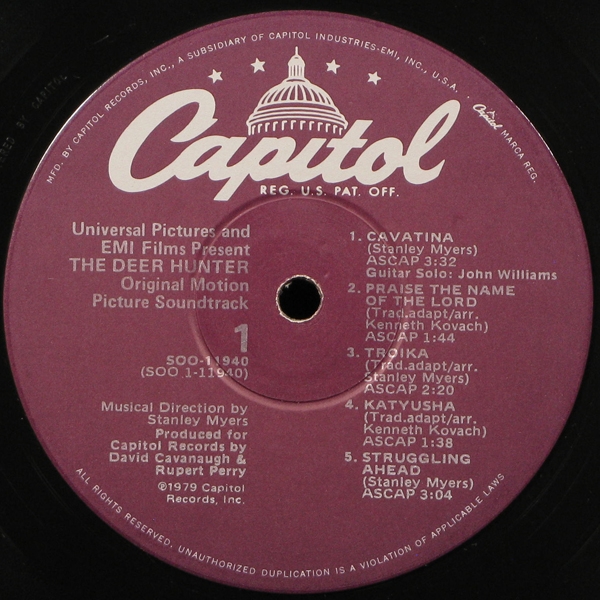 MFD. BY CAPITOL RECORDS, INC., A SUBSIDIARY OF CAPITOL INDUSTRIES-EMI, INC., U.S.A. · Capitol MARCA REG.
Capitol
REG. U.S. PAT. OFF.
Universal Pictures and
EMI Films Present
THE DEER HUNTER
Original Motion
Picture Soundtrack
1
SOO-11940
(SOO 1-11940)
Musical Direction by
Stanley Myers
Produced for
Capitol Records by
David Cavanaugh &
Rupert Perry
℗1979 Capitol
Records, Inc.
1. CAVATINA
(Stanley Myers)
ASCAP 3:32
Guitar Solo: John Williams
2. PRAISE THE NAME
OF THE LORD
(Trad.adapt/arr.
Kenneth Kovach)
ASCAP 1:44
3. TROIKA
(Trad.adapt/arr.
Stanley Myers)
ASCAP 2:20
4. KATYUSHA
(Trad.adapt/arr.
Kenneth Kovach)
ASCAP 1:38
5. STRUGGLING
AHEAD
(Stanley Myers)
ASCAP 3:04
ALL RIGHTS RESERVED. UNAUTHORIZED DUPLICATION IS A VIOLATION OF APPLICABLE LAWS